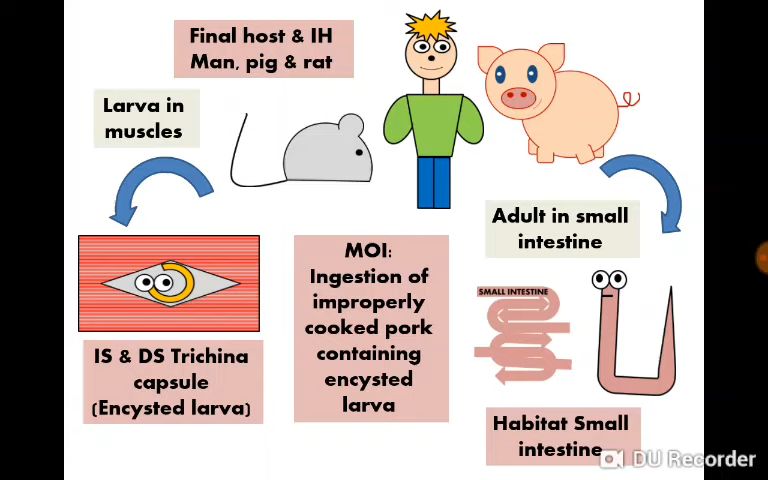 Final host & IH
Man, pig & rat
Larva in
muscles
Adult in small
intestine
MOI:
Ingestion of
improperly
cooked pork
containing
encysted
larva
SMALL INTESTINE
IS & DS Trichina
capsule
(Encysted larva)
Habitat Small
intestine
DU Recorder